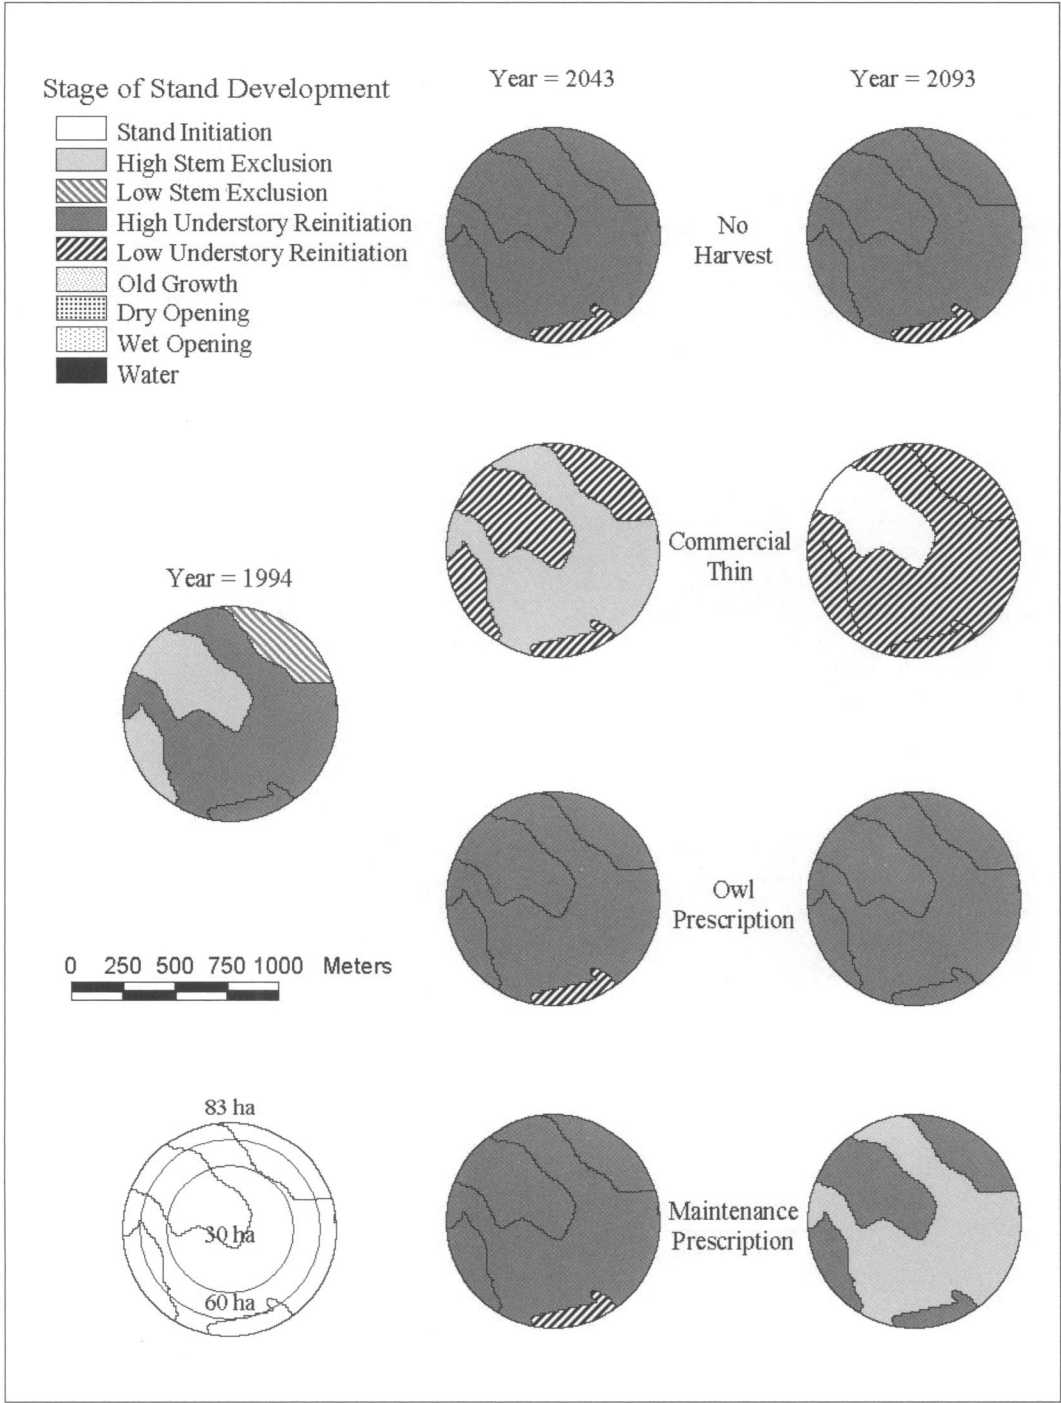 Stage of Stand Development
Stand Initiation
High Stem Exclusion
Low Stem Exclusion
High Understory Reinitiation
Low Understory Reinitiation
Old Growth
Dry Opening
Wet Opening
Water
Year = 2043
Year = 2093
No
Harvest
Commercial
Thin
Year = 1994
Owl
Prescription
0 250 500 750 1000 Meters
83 ha
30 ha
60 ha
Maintenance
Prescription